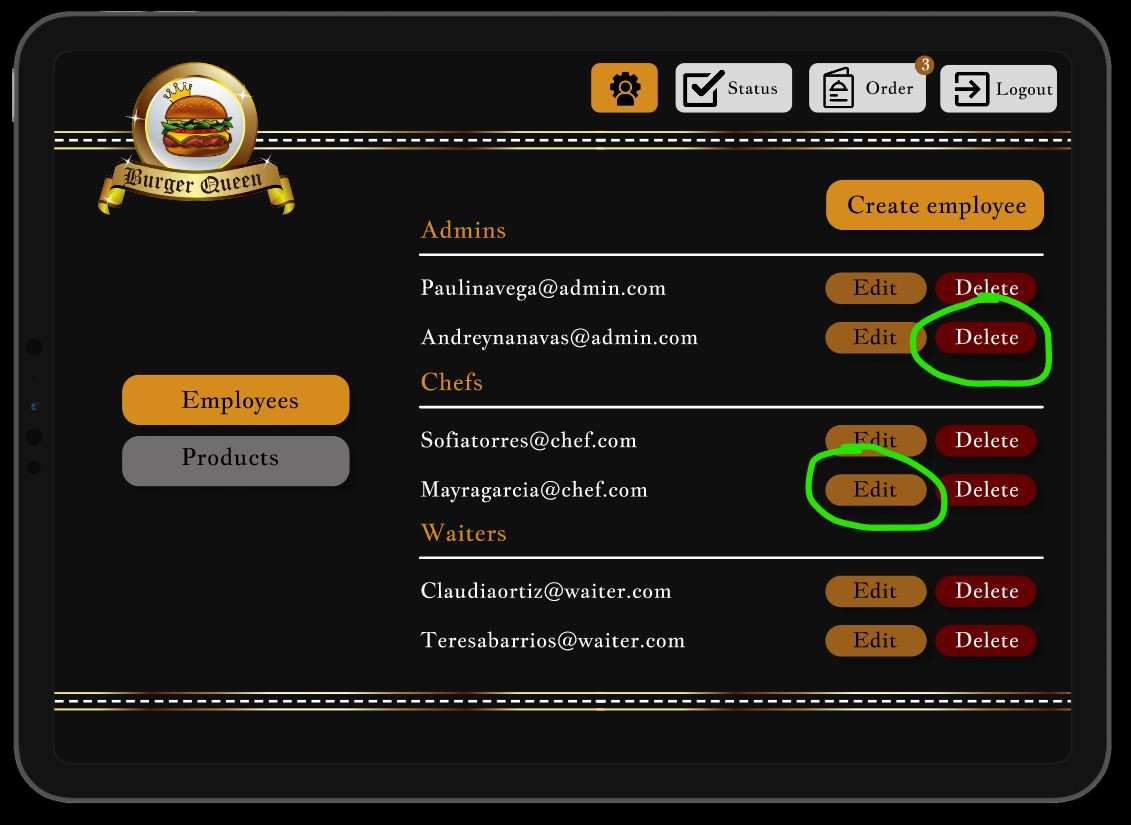 3
Status
Order
Logout
Burger Queen
Create employee
Admins
Paulinavega@admin.com Edit Delete
Andreynanavas@admin.com Edit Delete
Chefs
Employees
Sofiatorres@chef.com Edit Delete
Products
Mayragarcia@chef.com Edit Delete
Waiters
Claudiaortiz@waiter.com Edit Delete
Teresabarrios@waiter.com Edit Delete